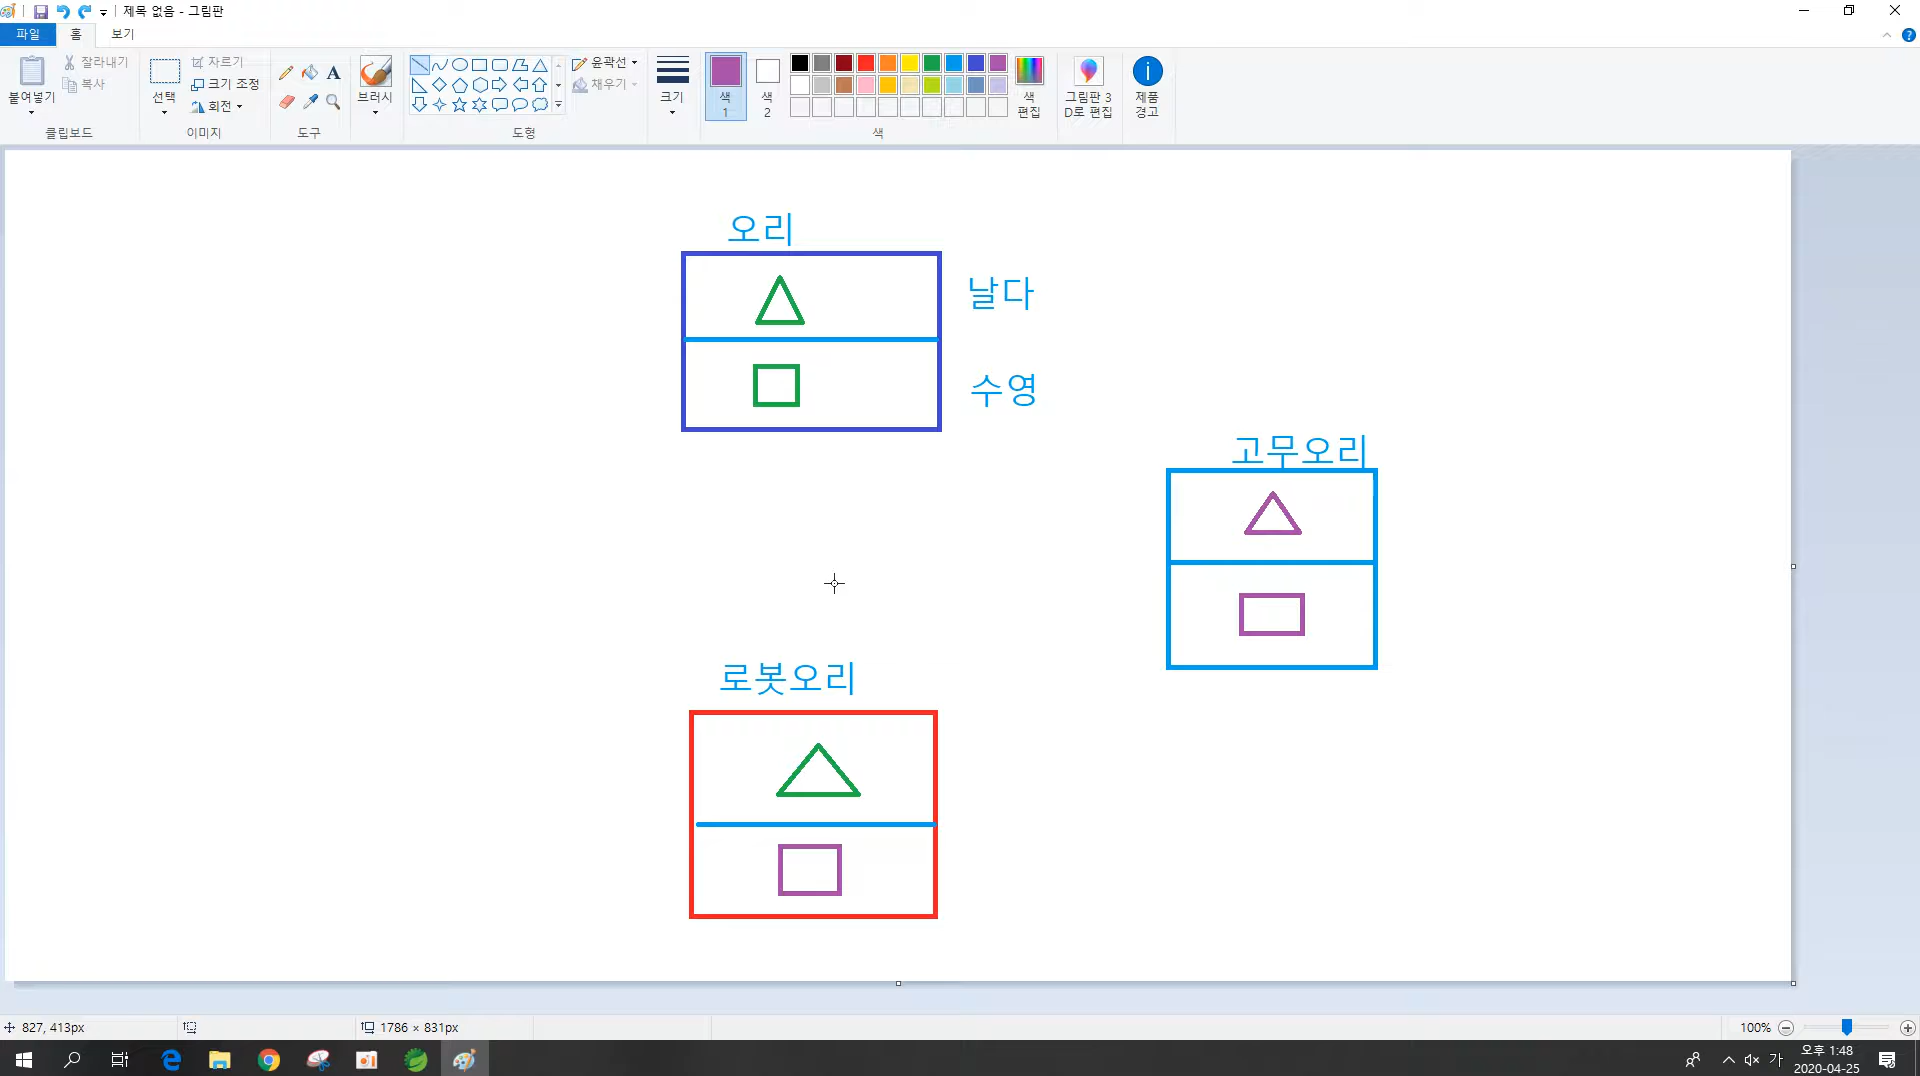 제목 없음 - 그림판
파일
홈
보기
붙여넣기
잘라내기
복사
클립보드
선택
자르기
크기 조정
회전
이미지
A
도구
브러시
윤곽선
채우기
도형
크기
색
1
색
2
색
편집
색
그림판 3
D로 편집
제품
경고
오리
날다
수영
고무오리
로봇오리
827, 413px
1786 × 831px
100%
가
오후 1:48
2020-04-25